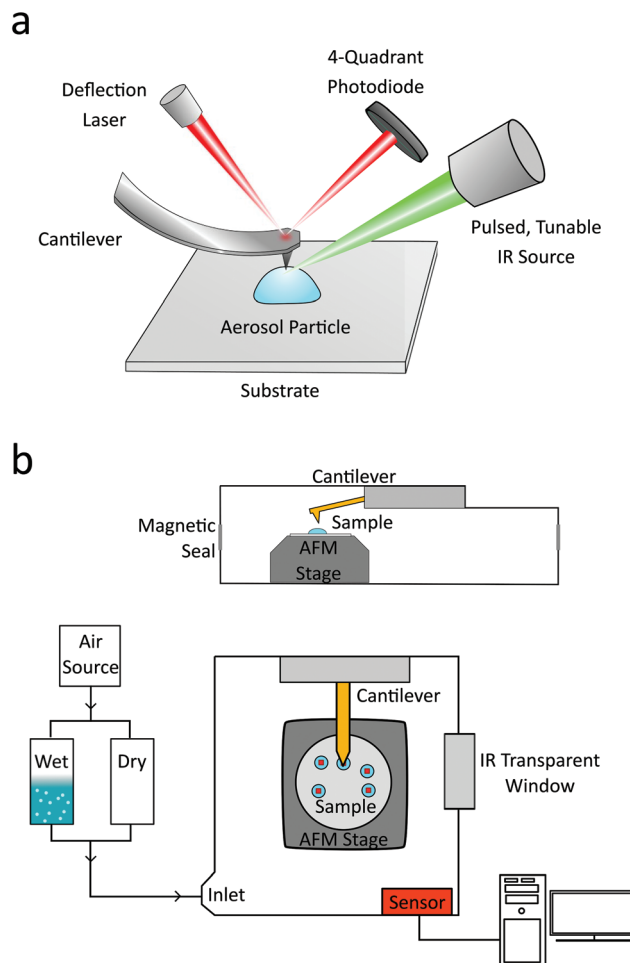 a
Deflection
Laser
4-Quadrant
Photodiode
Cantilever
Pulsed, Tunable
IR Source
Aerosol Particle
Substrate
b
Cantilever
Magnetic
Seal
Sample
AFM
Stage
Air
Source
Wet
Dry
Cantilever
IR Transparent
Window
Sample
AFM Stage
Inlet
Sensor